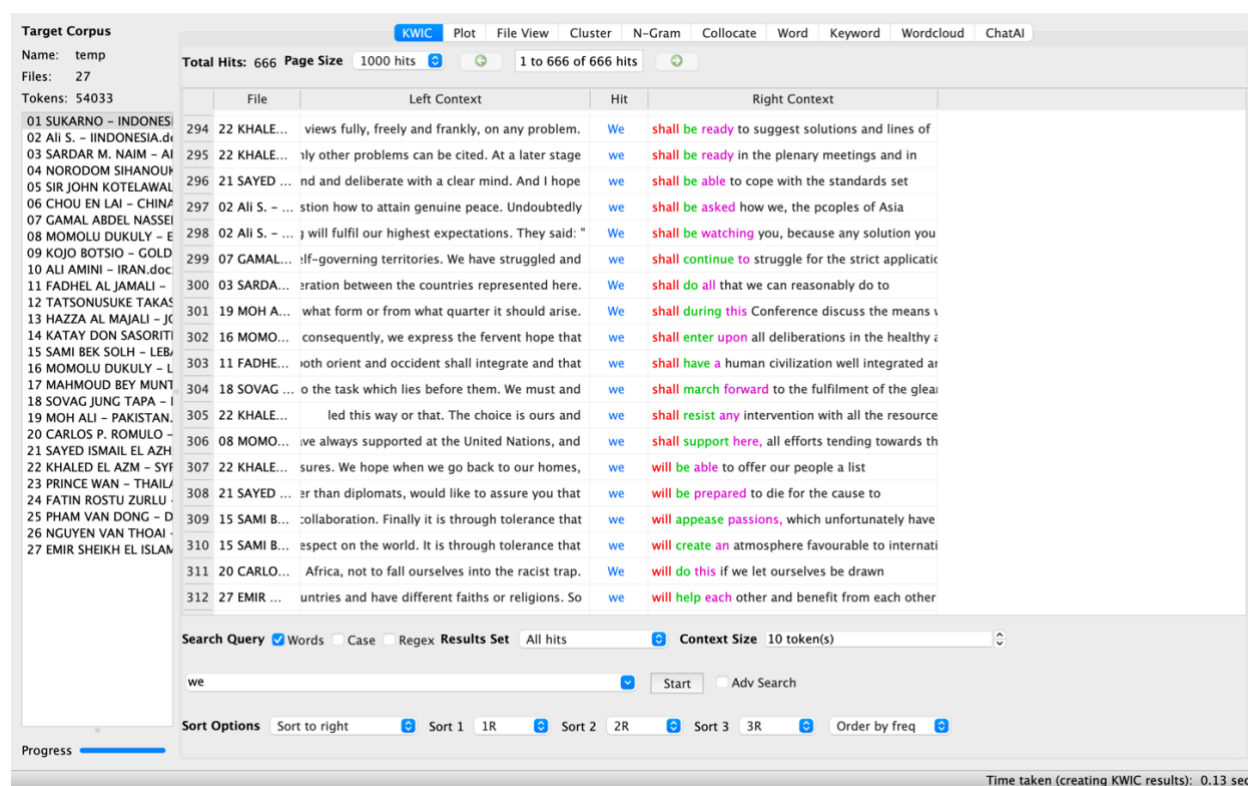 Target Corpus
KWIC Plot File View Cluster N-Gram Collocate Word Keyword Wordcloud ChatAI
Name: temp
Files: 27
Tokens: 54033
Total Hits: 666 Page Size 1000 hits 1 to 666 of 666 hits
01 SUKARNO – INDONESI
02 Ali S. – IINDONESIA.do
03 SARDAR M. NAIM – AI
04 NORODOM SIHANOUK
05 SIR JOHN KOTELAWAL
06 CHOU EN LAI – CHINA
07 GAMAL ABDEL NASSEI
08 MOMOLU DUKULY – E
09 KOJO BOTSIO – GOLD
10 ALI AMINI – IRAN.doc
11 FADHEL AL JAMALI –
12 TATSONUSUKE TAKAS
13 HAZZA AL MAJALI – JO
14 KATAY DON SASORITI
15 SAMI BEK SOLH – LEBA
16 MOMOLU DUKULY – L
17 MAHMOUD BEY MUNT
18 SOVAG JUNG TAPA –
19 MOH ALI – PAKISTAN.
20 CARLOS P. ROMULO –
21 SAYED ISMAIL EL AZH
22 KHALED EL AZM – SYR
23 PRINCE WAN – THAILA
24 FATIN ROSTU ZURLU
25 PHAM VAN DONG – D
26 NGUYEN VAN THOAI
27 EMIR SHEIKH EL ISLAM
Progress
File Left Context Hit Right Context
294 22 KHALE... views fully, freely and frankly, on any problem. We shall be ready to suggest solutions and lines of
295 22 KHALE... nly other problems can be cited. At a later stage we shall be ready in the plenary meetings and in
296 21 SAYED ... nd and deliberate with a clear mind. And I hope we shall be able to cope with the standards set
297 02 Ali S. – ... stion how to attain genuine peace. Undoubtedly we shall be asked how we, the pcoples of Asia
298 02 Ali S. – ... g will fulfil our highest expectations. They said: " We shall be watching you, because any solution you
299 07 GAMAL... elf-governing territories. We have struggled and we shall continue to struggle for the strict applicatic
300 03 SARDA... eration between the countries represented here. we shall do all that we can reasonably do to
301 19 MOH A... what form or from what quarter it should arise. we shall during this Conference discuss the means
302 16 MOMO... consequently, we express the fervent hope that we shall enter upon all deliberations in the healthy
303 11 FADHE... both orient and occident shall integrate and that we shall have a human civilization well integrated
304 18 SOVAG ... o the task which lies before them. We must and we shall march forward to the fulfilment of the glea
305 22 KHALE... led this way or that. The choice is ours and we shall resist any intervention with all the resource
306 08 MOMO... ve always supported at the United Nations, and we shall support here, all efforts tending towards th
307 22 KHALE... sures. We hope when we go back to our homes, we will be able to offer our people a list
308 21 SAYED ... er than diplomats, would like to assure you that we will be prepared to die for the cause to
309 15 SAMI B... collaboration. Finally it is through tolerance that we will appease passions, which unfortunately have
310 15 SAMI B... espect on the world. It is through tolerance that we will create an atmosphere favourable to internati
311 20 CARLO... Africa, not to fall ourselves into the racist trap. We will do this if we let ourselves be drawn
312 27 EMIR ... untries and have different faiths or religions. So we will help each other and benefit from each other
Search Query Words Case Regex Results Set All hits Context Size 10 token(s)
we Start Adv Search
Sort Options Sort to right Sort 1 1R Sort 2 2R Sort 3 3R Order by freq
Time taken (creating KWIC results): 0.13 sec